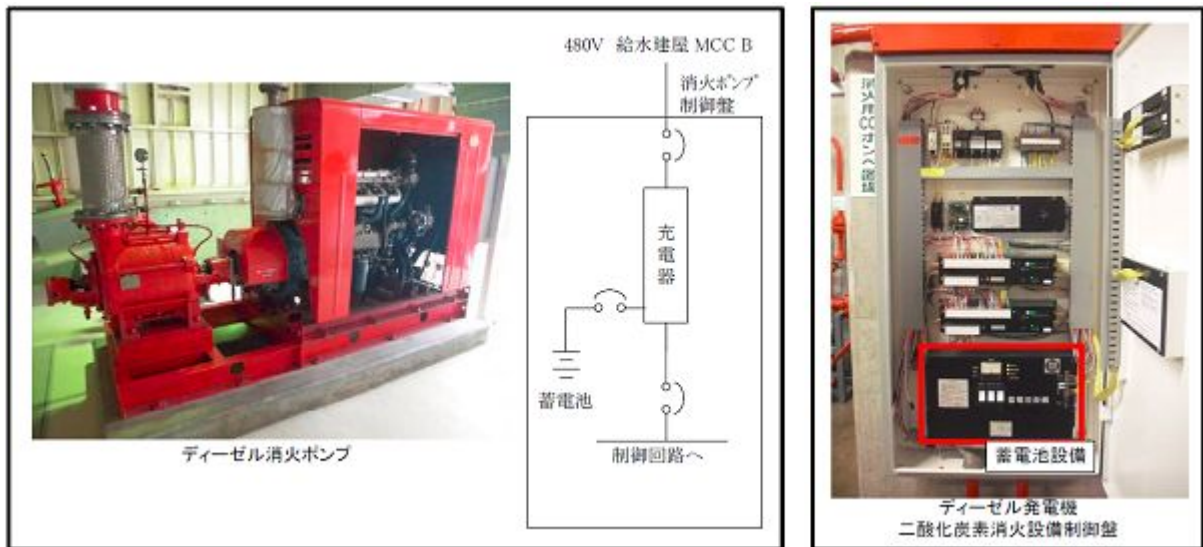 480V 給水建屋 MCC B
消火ポンプ
制御盤
充電器
蓄電池
制御回路へ
ディーゼル消火ポンプ
蓄電池設備
ディーゼル発電機
二酸化炭素消火設備制御盤